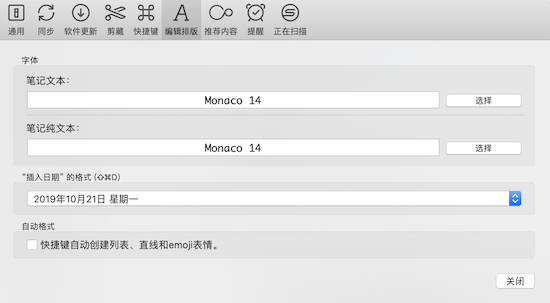 通用 同步 软件更新 剪藏 快捷键 编辑排版 推荐内容 提醒 正在扫描
字体
笔记文本：
Monaco 14 选择
笔记纯文本：
Monaco 14 选择
“插入日期”的格式 (⇧⌘D)
2019年10月21日 星期一
自动格式
快捷键自动创建列表、直线和emoji表情。
关闭